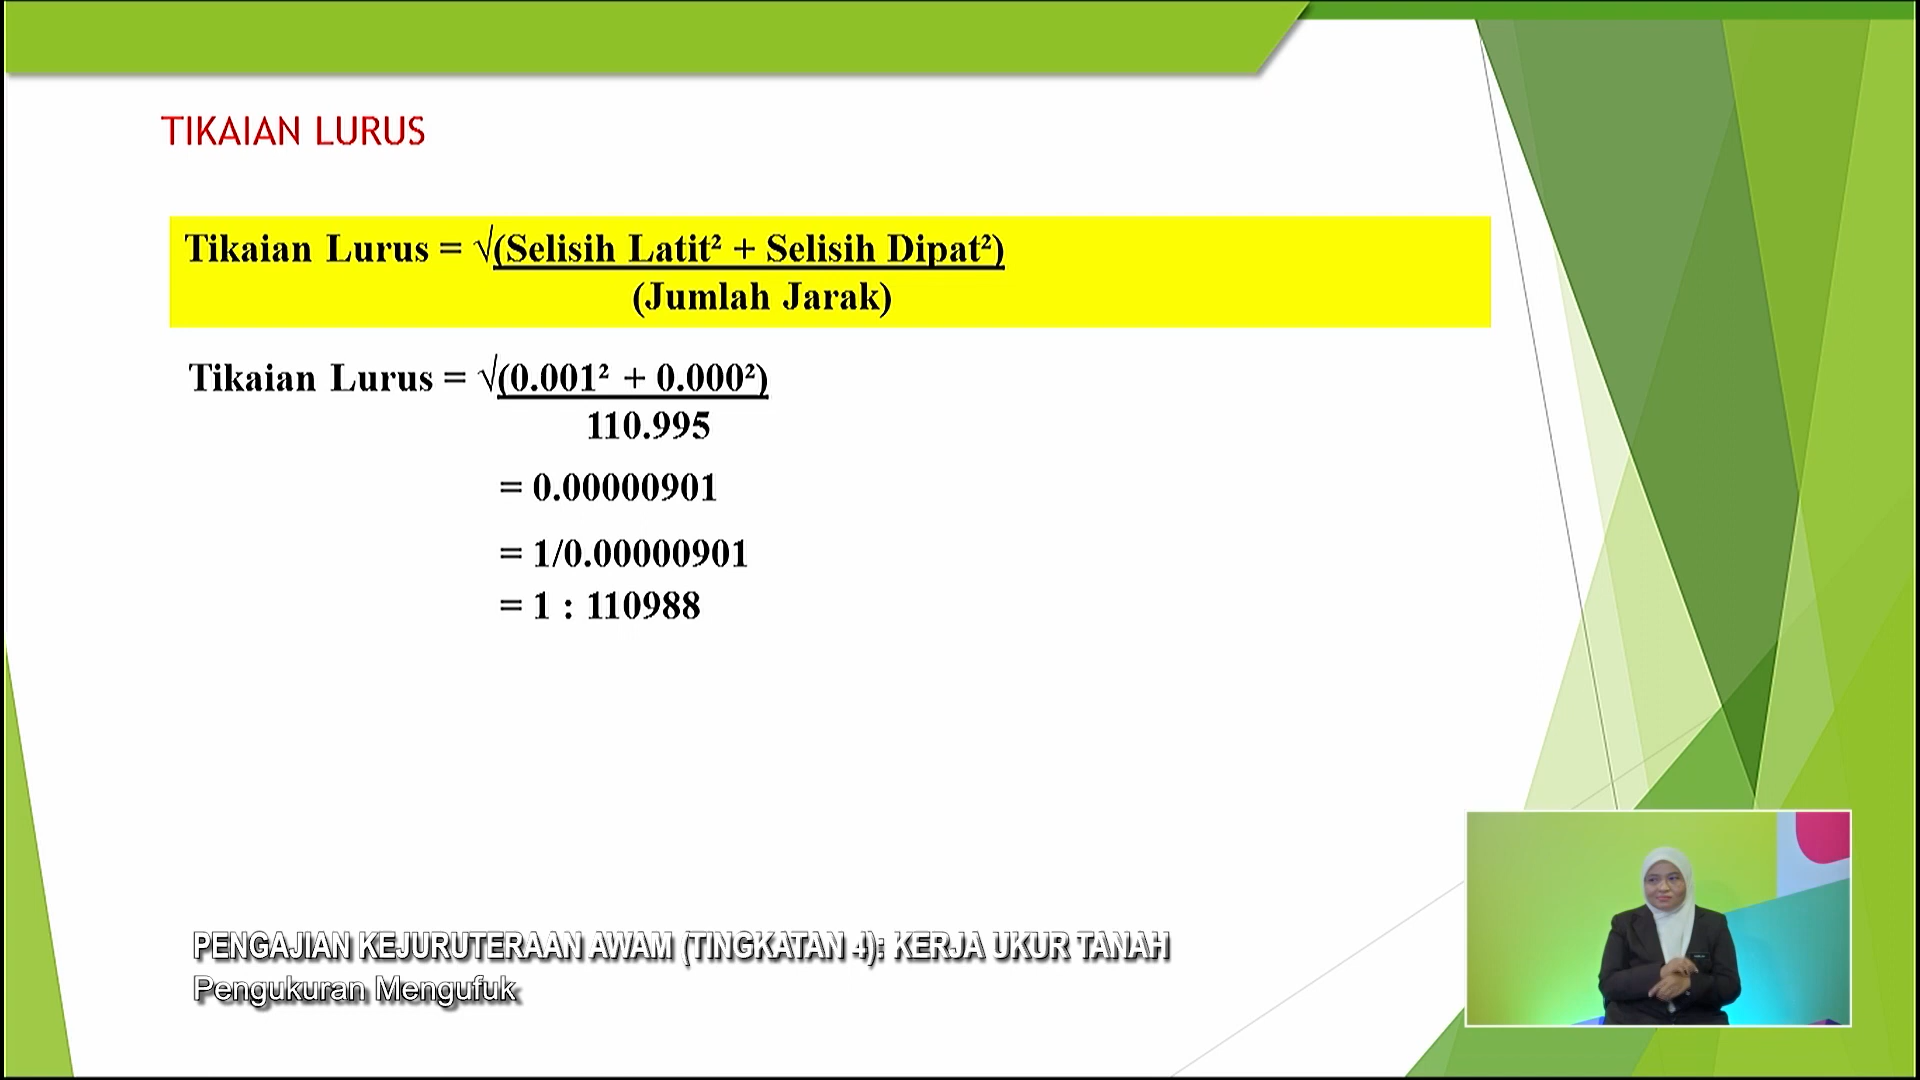 TIKAIAN LURUS
Tikaian Lurus = √(Selisih Latit² + Selisih Dipat²)
(Jumlah Jarak)
Tikaian Lurus = √(0.001² + 0.000²)
110.995
= 0.00000901
= 1/0.00000901
= 1 : 110988
PENGAJIAN KEJURUTERAAN AWAM (TINGKATAN 4): KERJA UKUR TANAH
Pengukuran Mengufuk